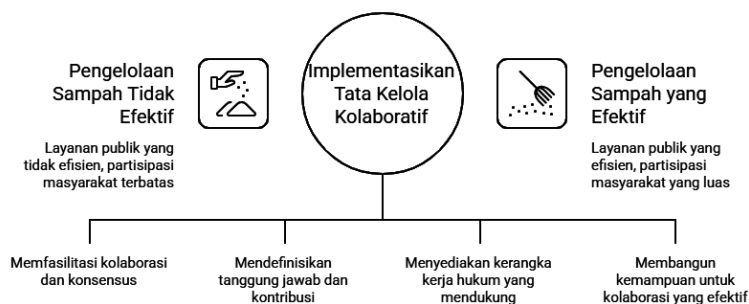 Pengelolaan
Sampah Tidak
Efektif
Layanan publik yang
tidak efisien, partisipasi
masyarakat terbatas
Implementasikan
Tata Kelola
Kolaboratif
Pengelolaan
Sampah yang
Efektif
Layanan publik yang
efisien, partisipasi
masyarakat yang luas
Memfasilitasi kolaborasi
dan konsensus
Mendefinisikan
tanggung jawab dan
kontribusi
Menyediakan kerangka
kerja hukum yang
mendukung
Membangun
kemampuan untuk
kolaborasi yang efektif